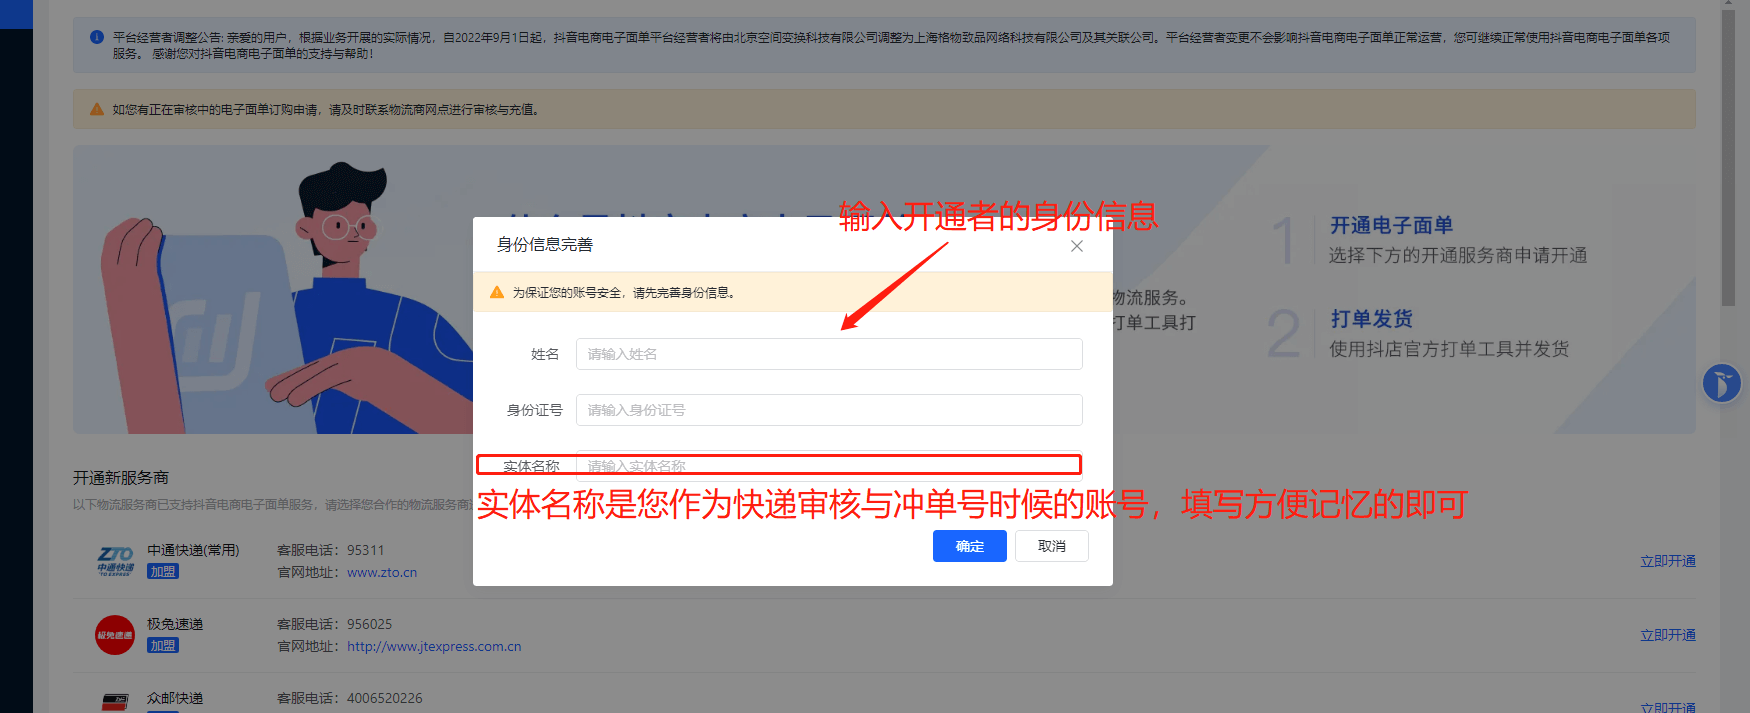 平台经营者调整公告: 亲爱的用户，根据业务开展的实际情况，自2022年9月1日起，抖音电商电子面单平台经营者将由北京空间变换科技有限公司调整为上海格物致品网络科技有限公司及其关联公司。平台经营者变更不会影响抖音电商电子面单正常运营，您可继续正常使用抖音电商电子面单各项
服务。 感谢您对抖音电商电子面单的支持与帮助！
如您有正在审核中的电子面单订购申请，请及时联系物流商网点进行审核与充值。
输入开通者的身份信息
身份信息完善
为保证您的账号安全，请先完善身份信息。
姓名 请输入姓名
身份证号 请输入身份证号
实体名称 请输入实体名称
实体名称是您作为快递审核与冲单号时候的账号，填写方便记忆的即可
确定 取消
物流服务。
打单工具打
1 开通电子面单
选择下方的开通服务商申请开通
2 打单发货
使用抖店官方打单工具并发货
开通新服务商
以下物流服务商已支持抖音电商电子面单服务，请选择您合作的物流服务商
ZTO
中通快递
ZTO EXPRESS
中通快递(常用)
加盟
客服电话：95311
官网地址：www.zto.cn
立即开通
极兔速递
极兔速递
加盟
客服电话：956025
官网地址：http://www.jtexpress.com.cn
立即开通
众邮快递
客服电话：4006520226
立即开通